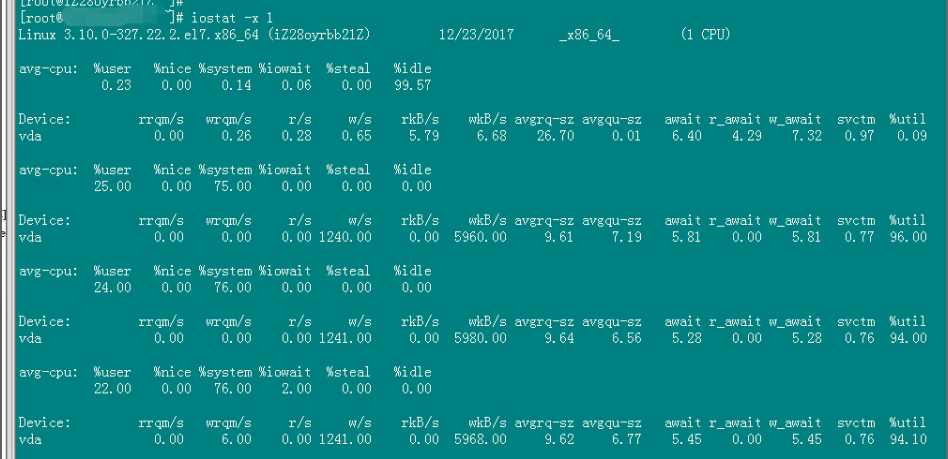 [root@iZ28oyrbb21Z ~]#
[root@ ~]# iostat -x 1
Linux 3.10.0-327.22.2.el7.x86_64 (iZ28oyrbb21Z) 12/23/2017 _x86_64_ (1 CPU)
avg-cpu: %user %nice %system %iowait %steal %idle
0.23 0.00 0.14 0.06 0.00 99.57
Device: rrqm/s wrqm/s r/s w/s rkB/s wkB/s avgrq-sz avgqu-sz await r_await w_await svctm %util
vda 0.00 0.26 0.28 0.65 5.79 6.68 26.70 0.01 6.40 4.29 7.32 0.97 0.09
avg-cpu: %user %nice %system %iowait %steal %idle
25.00 0.00 75.00 0.00 0.00 0.00
Device: rrqm/s wrqm/s r/s w/s rkB/s wkB/s avgrq-sz avgqu-sz await r_await w_await svctm %util
vda 0.00 0.00 0.00 1240.00 0.00 5960.00 9.61 7.19 5.81 0.00 5.81 0.77 96.00
avg-cpu: %user %nice %system %iowait %steal %idle
24.00 0.00 76.00 0.00 0.00 0.00
Device: rrqm/s wrqm/s r/s w/s rkB/s wkB/s avgrq-sz avgqu-sz await r_await w_await svctm %util
vda 0.00 0.00 0.00 1241.00 0.00 5980.00 9.64 6.56 5.28 0.00 5.28 0.76 94.00
avg-cpu: %user %nice %system %iowait %steal %idle
22.00 0.00 76.00 2.00 0.00 0.00
Device: rrqm/s wrqm/s r/s w/s rkB/s wkB/s avgrq-sz avgqu-sz await r_await w_await svctm %util
vda 0.00 6.00 0.00 1241.00 0.00 5968.00 9.62 6.77 5.45 0.00 5.45 0.76 94.10